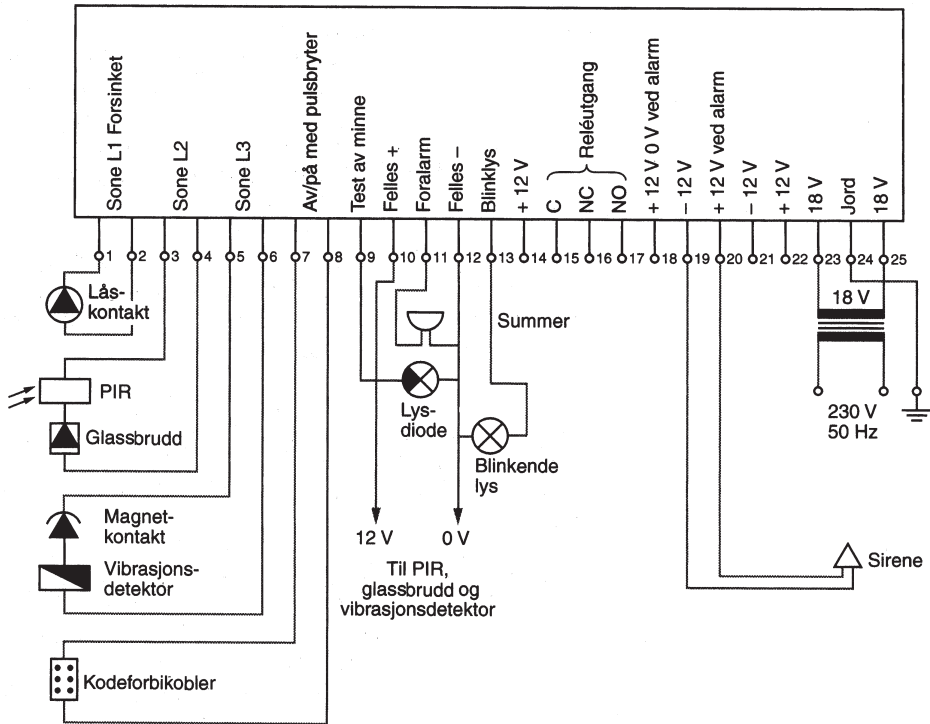 Sone L1 Forsinket
Sone L2
Sone L3
Av/på med pulsbryter
Test av minne
Felles +
Foralarm
Felles –
Blinklys
+ 12 V
C
NC
NO
Reléutgang
+ 12 V 0 V ved alarm
– 12 V
+ 12 V ved alarm
– 12 V
+ 12 V
18 V
Jord
18 V
1
2
3
4
5
6
7
8
9
10
11
12
13
14
15
16
17
18
19
20
21
22
23
24
25
Lås-
kontakt
PIR
Glassbrudd
Magnet-
kontakt
Vibrasjons-
detektor
Kodeforbikobler
Summer
Lys-
diode
Blinkende
lys
12 V
0 V
Til PIR,
glassbrudd og
vibrasjonsdetektor
18 V
230 V
50 Hz
Sirene